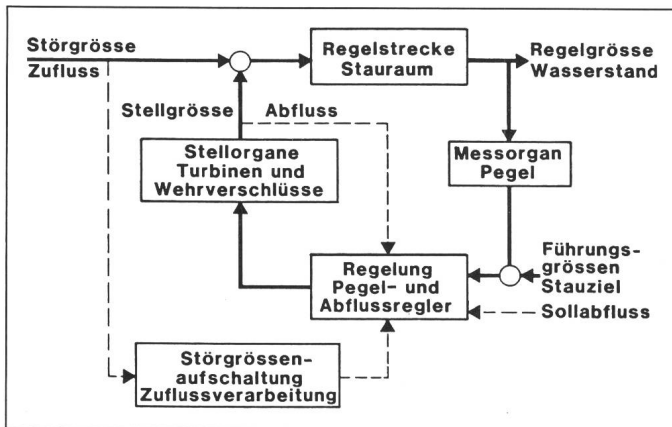 Störgrösse
Zufluss
Regelstrecke
Stauraum
Regelgrösse
Wasserstand
Stellgrösse
Abfluss
Stellorgane
Turbinen und
Wehrverschlüsse
Messorgan
Pegel
Regelung
Pegel- und
Abflussregler
Führungs-
grössen
Stauziel
Sollabfluss
Störgrössen-
aufschaltung
Zuflussverarbeitung